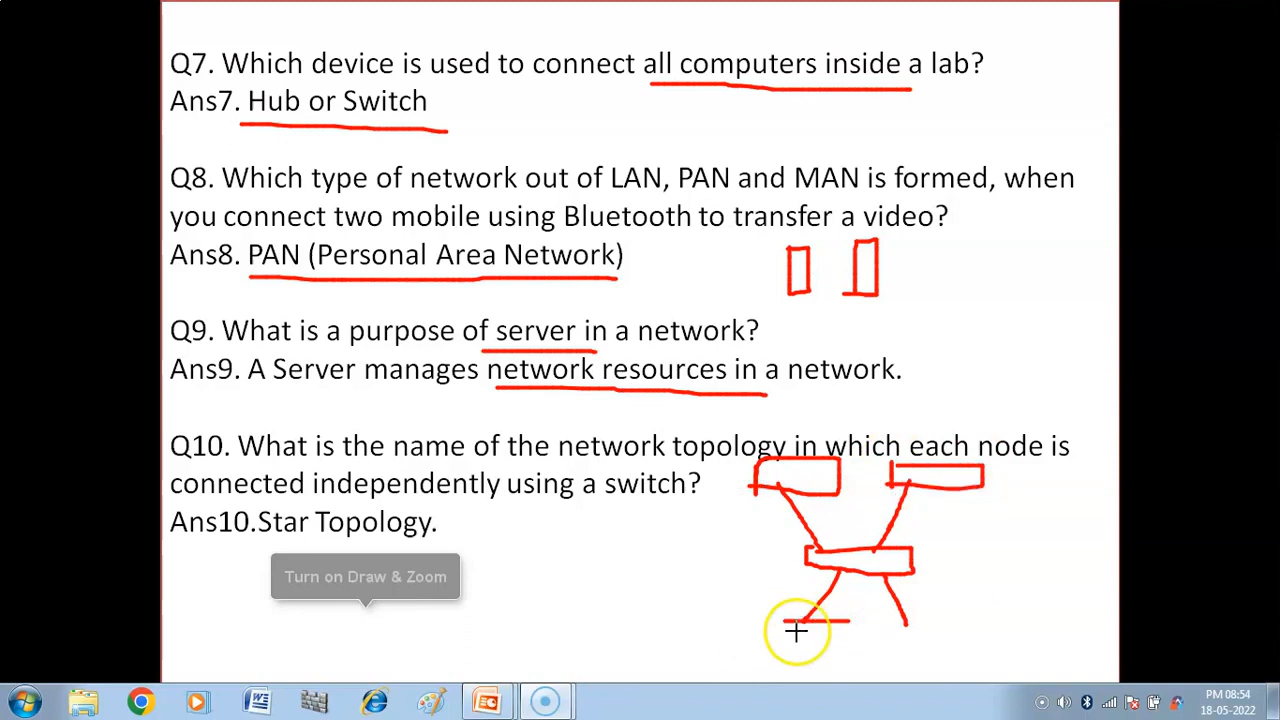 Q7. Which device is used to connect all computers inside a lab?
Ans7. Hub or Switch
Q8. Which type of network out of LAN, PAN and MAN is formed, when
you connect two mobile using Bluetooth to transfer a video?
Ans8. PAN (Personal Area Network)
Q9. What is a purpose of server in a network?
Ans9. A Server manages network resources in a network.
Q10. What is the name of the network topology in which each node is
connected independently using a switch?
Ans10.Star Topology.
Turn on Draw & Zoom
PM 08:54
18-05-2022